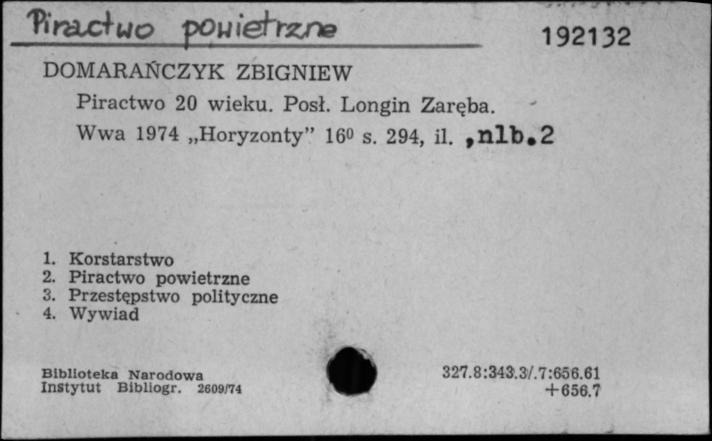 Piractwo powietrzne
192132
DOMARAŃCZYK ZBIGNIEW
Piractwo 20 wieku. Posł. Longin Zaręba.
Wwa 1974 „Horyzonty” 16⁰ s. 294, il. ,nlb.2
1. Korstarstwo
2. Piractwo powietrzne
3. Przestępstwo polityczne
4. Wywiad
Biblioteka Narodowa
Instytut Bibliogr. 2609/74
327.8:343.3/.7:656.61
+656.7